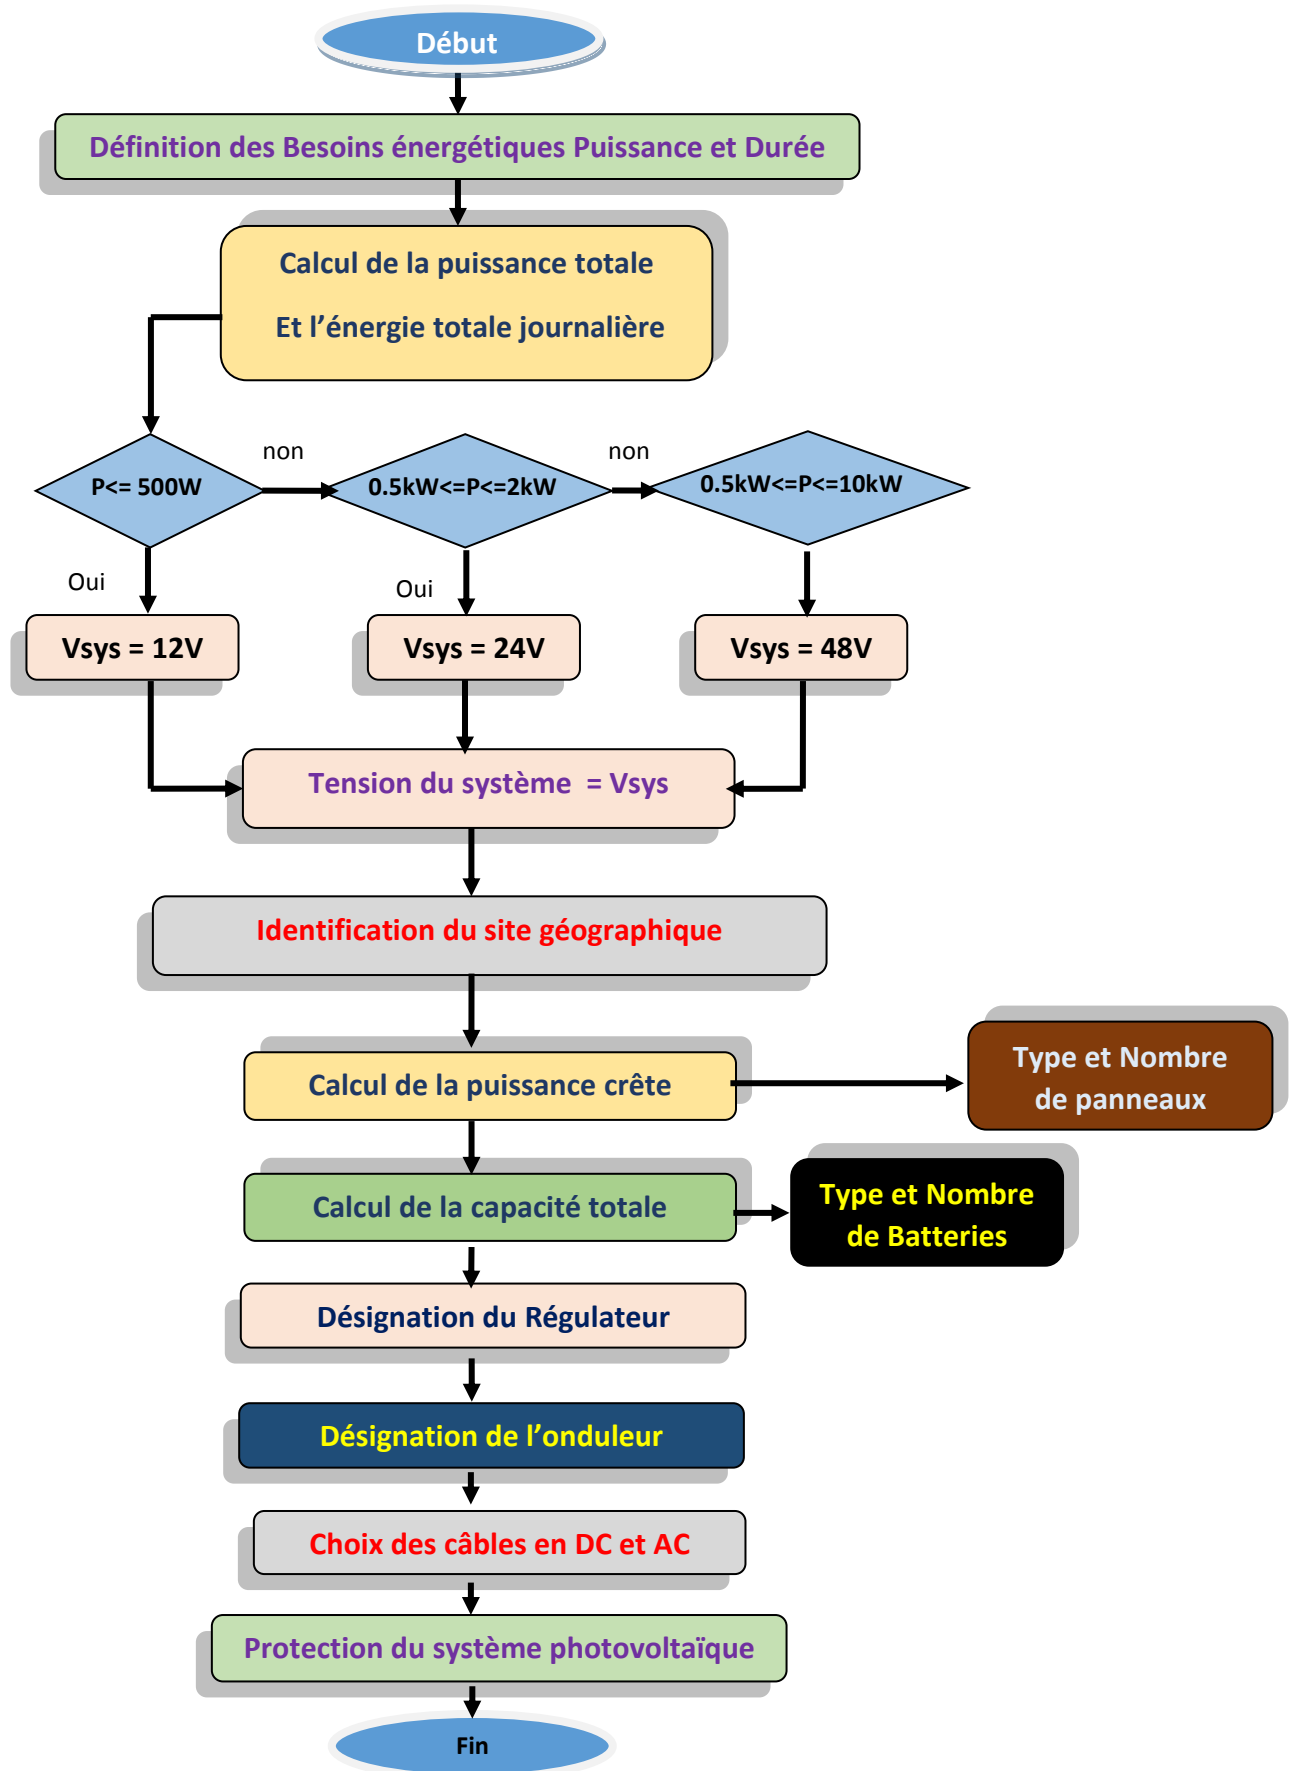 Début
Définition des Besoins énergétiques Puissance et Durée
Calcul de la puissance totale
Et l’énergie totale journalière
P<= 500W
non
0.5kW<=P<=2kW
non
0.5kW<=P<=10kW
Oui
Oui
Vsys = 12V
Vsys = 24V
Vsys = 48V
Tension du système = Vsys
Identification du site géographique
Calcul de la puissance crête
Type et Nombre
de panneaux
Calcul de la capacité totale
Type et Nombre
de Batteries
Désignation du Régulateur
Désignation de l’onduleur
Choix des câbles en DC et AC
Protection du système photovoltaïque
Fin